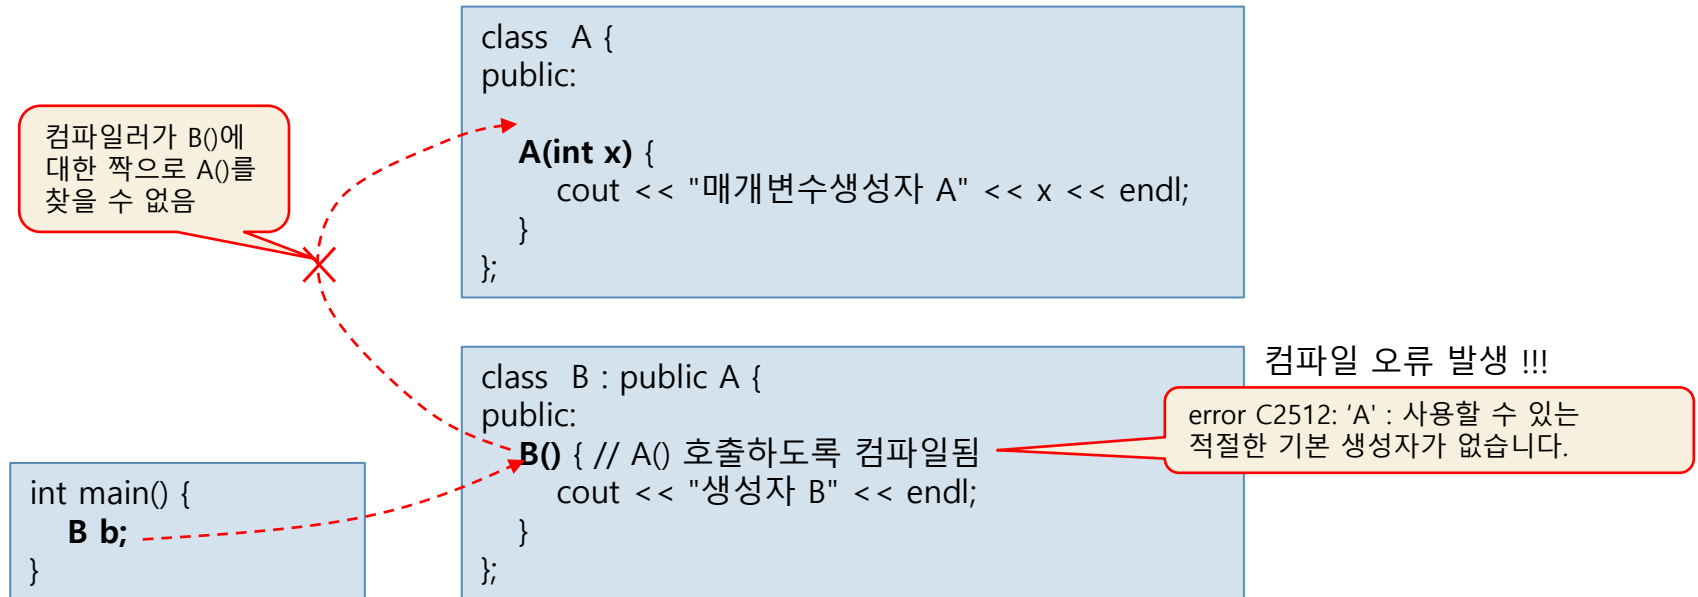 class  A {
public:
A(int x) {
cout << "매개변수생성자 A" << x << endl;
}
};
컴파일러가 B()에
대한 짝으로 A()를
찾을 수 없음
class  B : public A {
public:
B() { // A() 호출하도록 컴파일됨
cout << "생성자 B" << endl;
}
};
컴파일 오류 발생 !!!
error C2512: ‘A' : 사용할 수 있는
적절한 기본 생성자가 없습니다.
int main() {
B b;
}